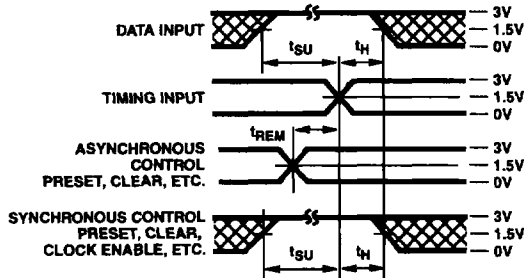 3V
DATA INPUT
1.5V
0V
tSU
tH
3V
TIMING INPUT
1.5V
0V
tREM
ASYNCHRONOUS
CONTROL
PRESET, CLEAR, ETC.
3V
1.5V
0V
SYNCHRONOUS CONTROL
PRESET, CLEAR,
CLOCK ENABLE, ETC.
3V
1.5V
0V
tSU
tH